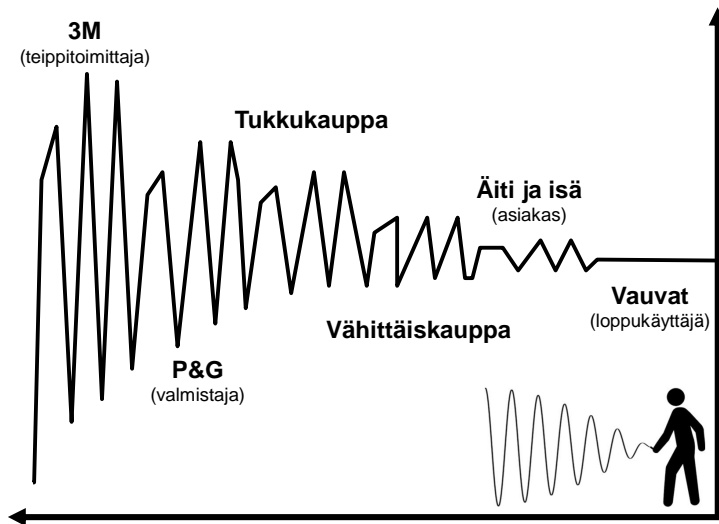 3M
(teippitoimittaja)
Tukkukauppa
Äiti ja isä
(asiakas)
Vauvat
(loppukäyttäjä)
Vähittäiskauppa
P&G
(valmistaja)